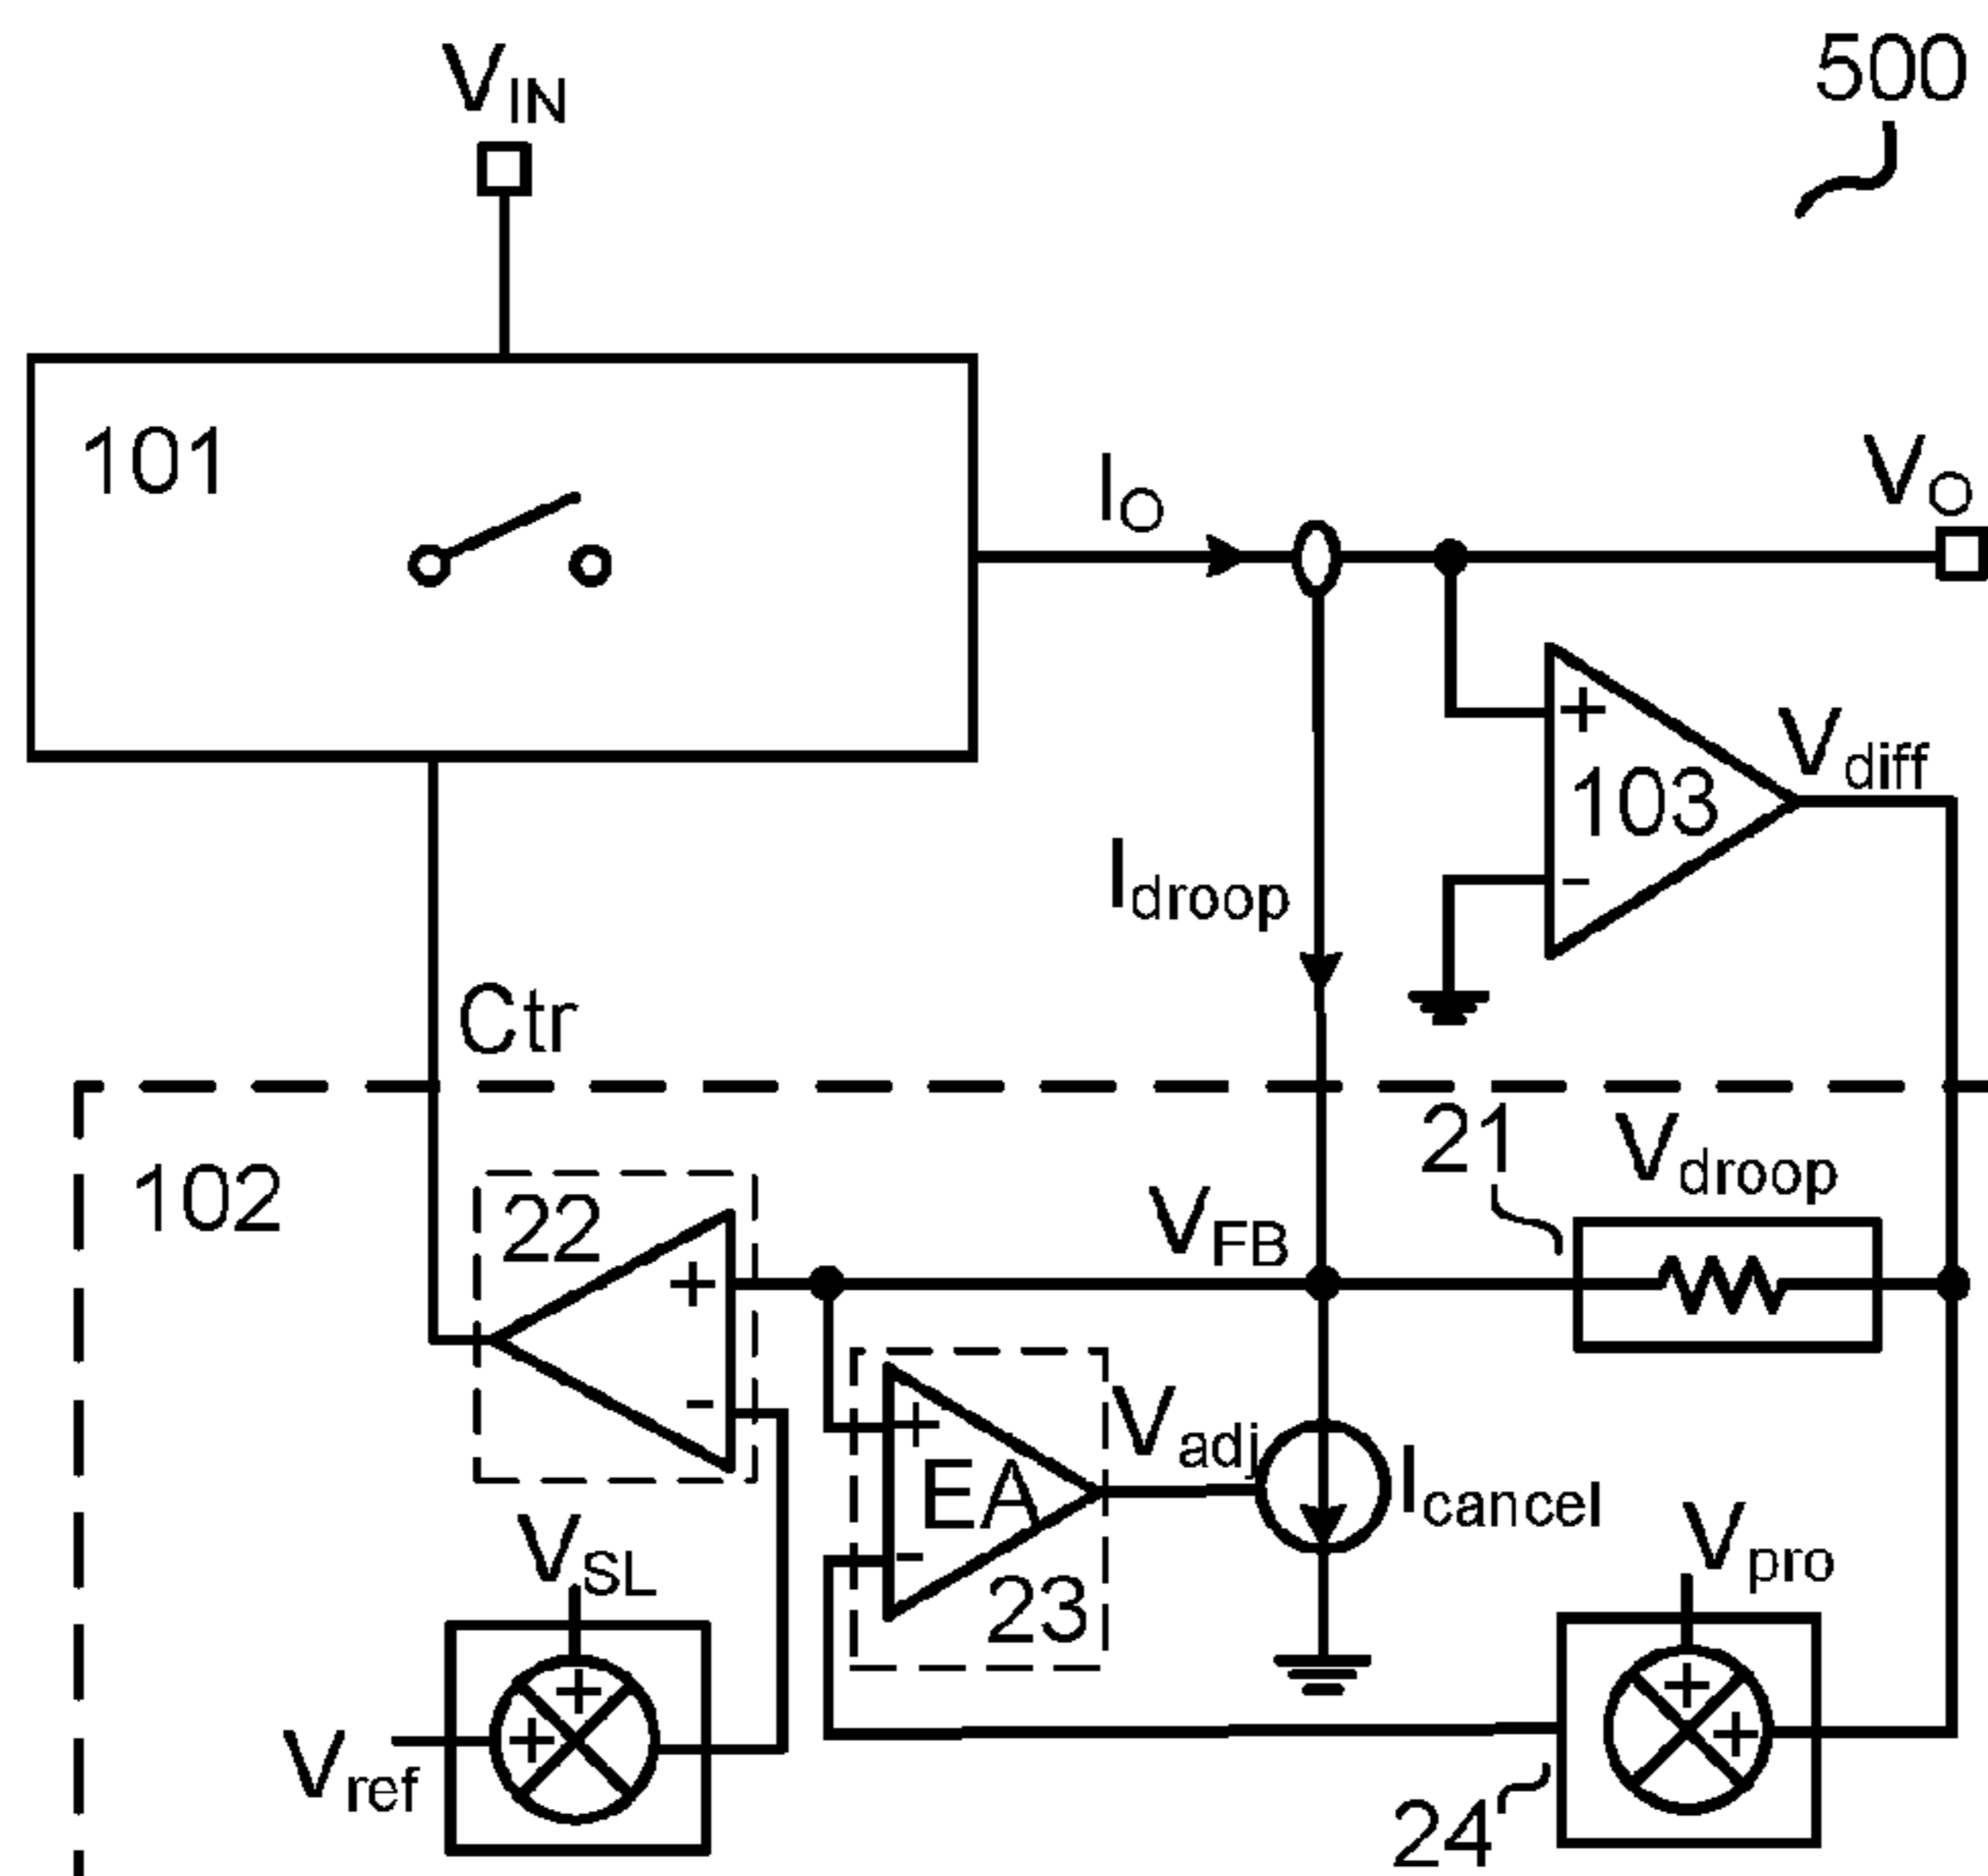 V_IN
500
101
I_O
V_O
+
103
V_diff
-
I_droop
Ctr
102
21
V_droop
22
V_FB
+
-
+
EA
-
23
V_adj
I_cancel
V_SL
V_pro
+
+
V_ref
+
+
24